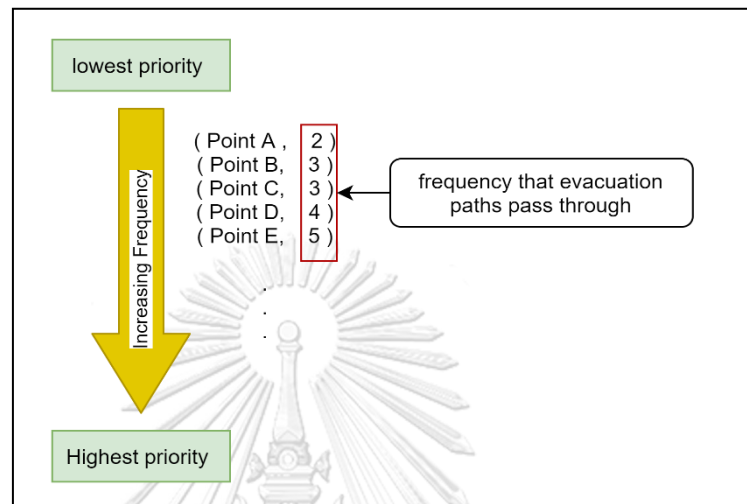 lowest priority
( Point A , 2 )
( Point B, 3 )
( Point C, 3 )
( Point D, 4 )
( Point E, 5 )
.
.
.
frequency that evacuation
paths pass through
Increasing Frequency
Highest priority